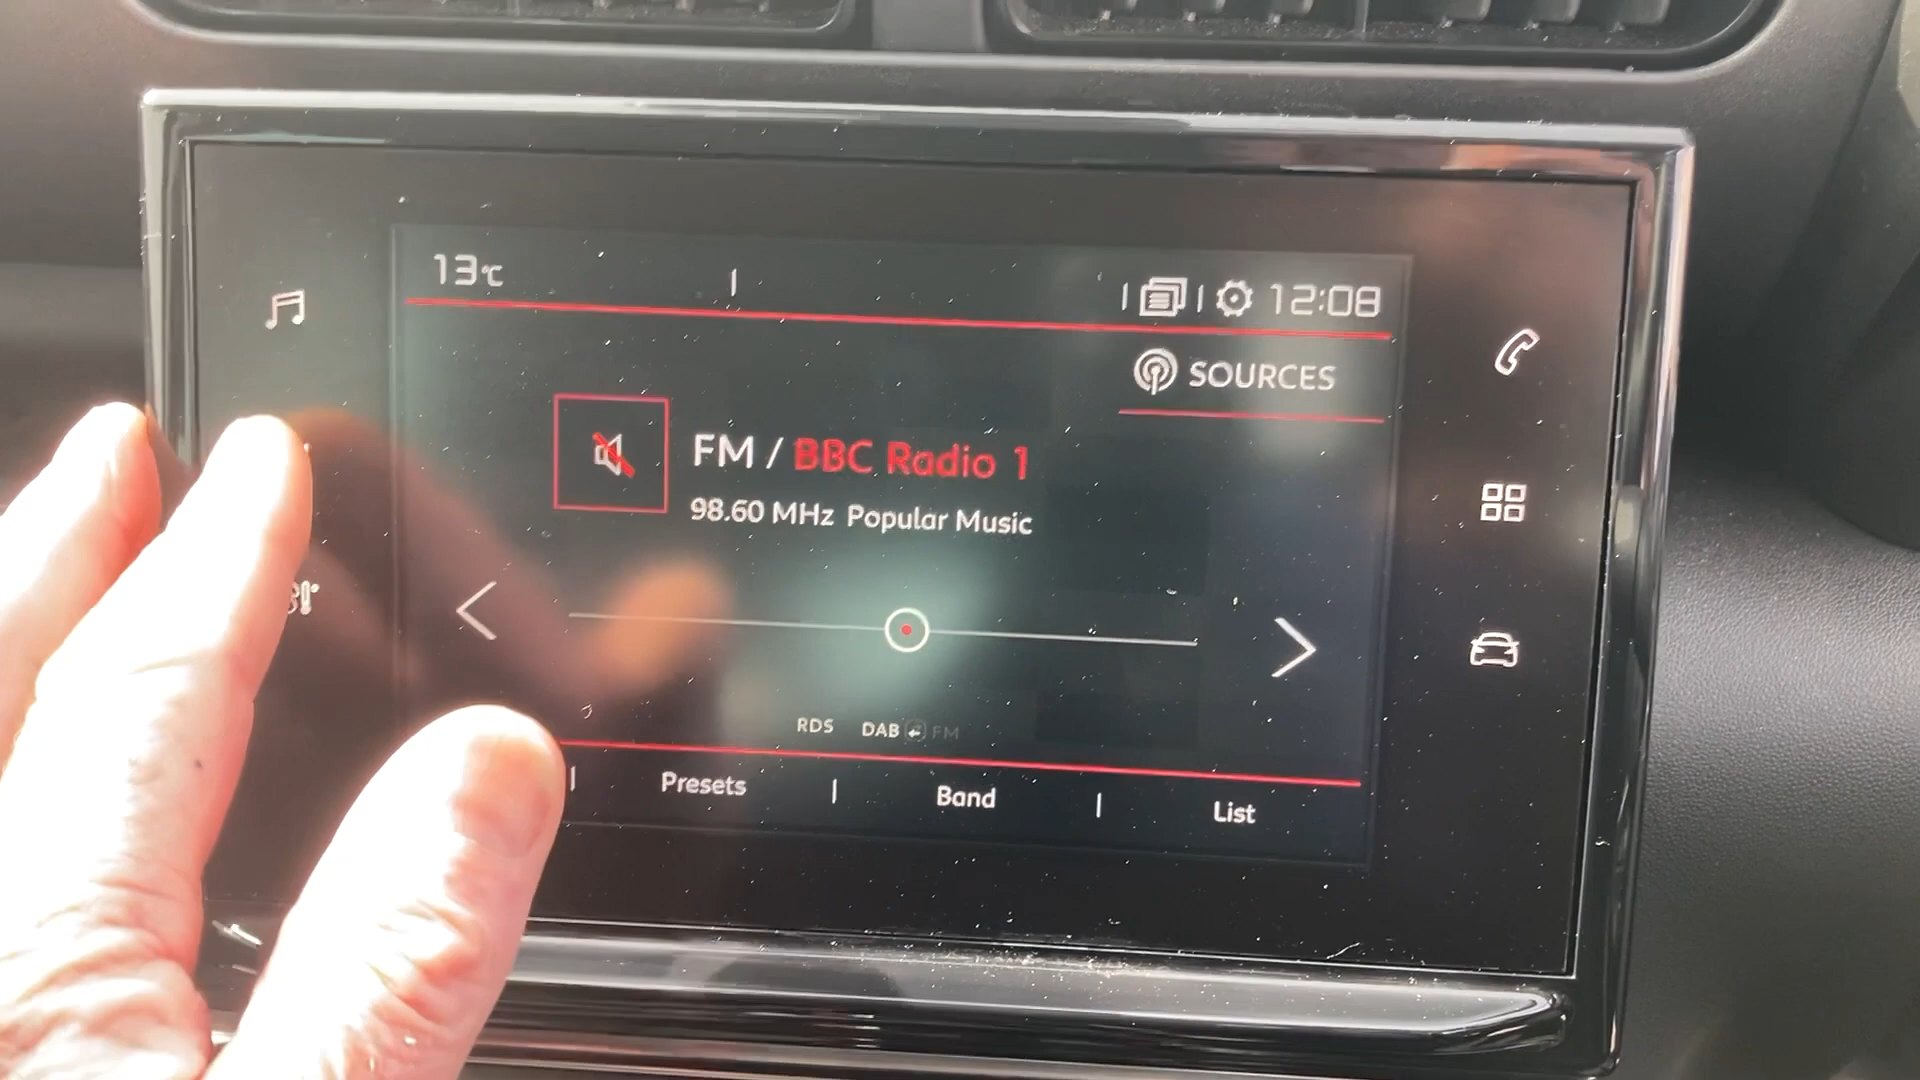 13°C
12:08
SOURCES
FM / BBC Radio 1
98.60 MHz Popular Music
RDS DAB FM
Presets | Band | List